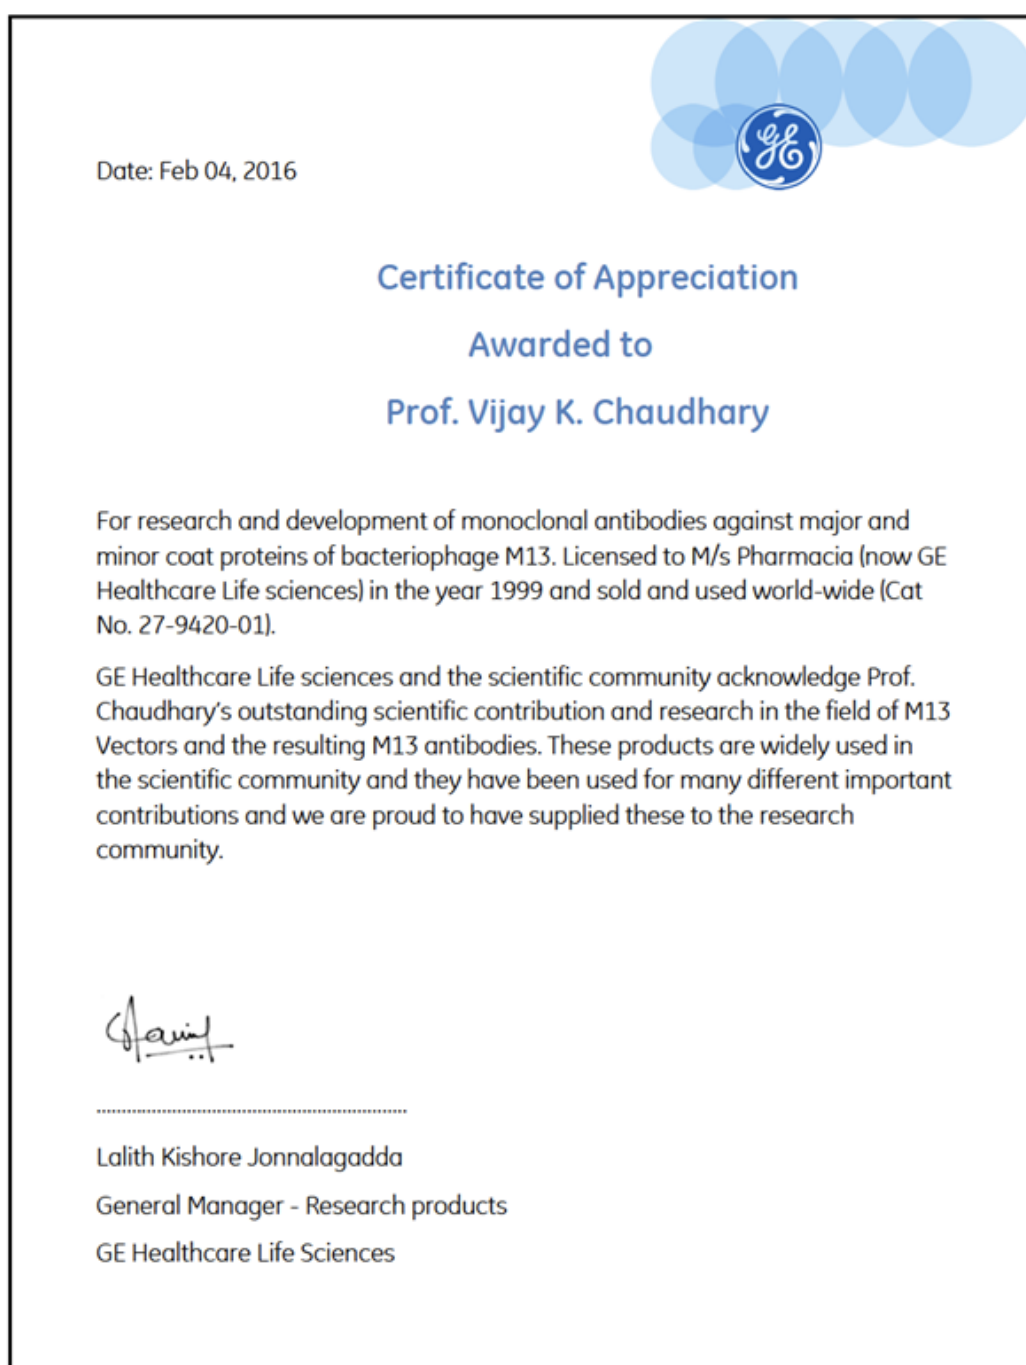 GE
Date: Feb 04, 2016
Certificate of Appreciation
Awarded to
Prof. Vijay K. Chaudhary
For research and development of monoclonal antibodies against major and
minor coat proteins of bacteriophage M13. Licensed to M/s Pharmacia (now GE
Healthcare Life sciences) in the year 1999 and sold and used world-wide (Cat
No. 27-9420-01).
GE Healthcare Life sciences and the scientific community acknowledge Prof.
Chaudhary's outstanding scientific contribution and research in the field of M13
Vectors and the resulting M13 antibodies. These products are widely used in
the scientific community and they have been used for many different important
contributions and we are proud to have supplied these to the research
community.
Lalith Kishore Jonnalagadda
General Manager - Research products
GE Healthcare Life Sciences